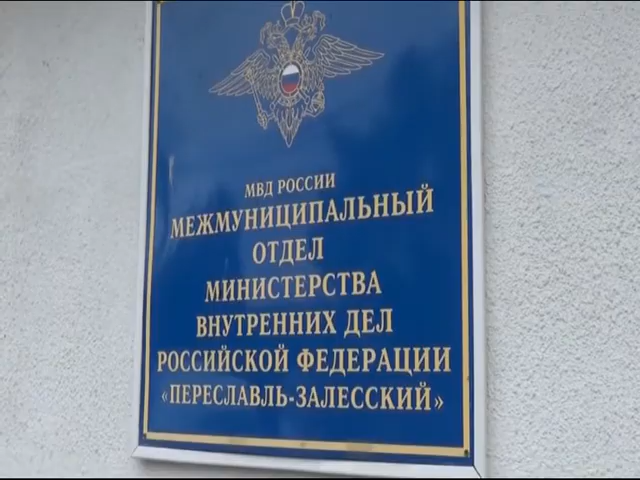 МВД РОССИИ
МЕЖМУНИЦИПАЛЬНЫЙ
ОТДЕЛ
МИНИСТЕРСТВА
ВНУТРЕННИХ ДЕЛ
РОССИЙСКОЙ ФЕДЕРАЦИИ
«ПЕРЕСЛАВЛЬ-ЗАЛЕССКИЙ»